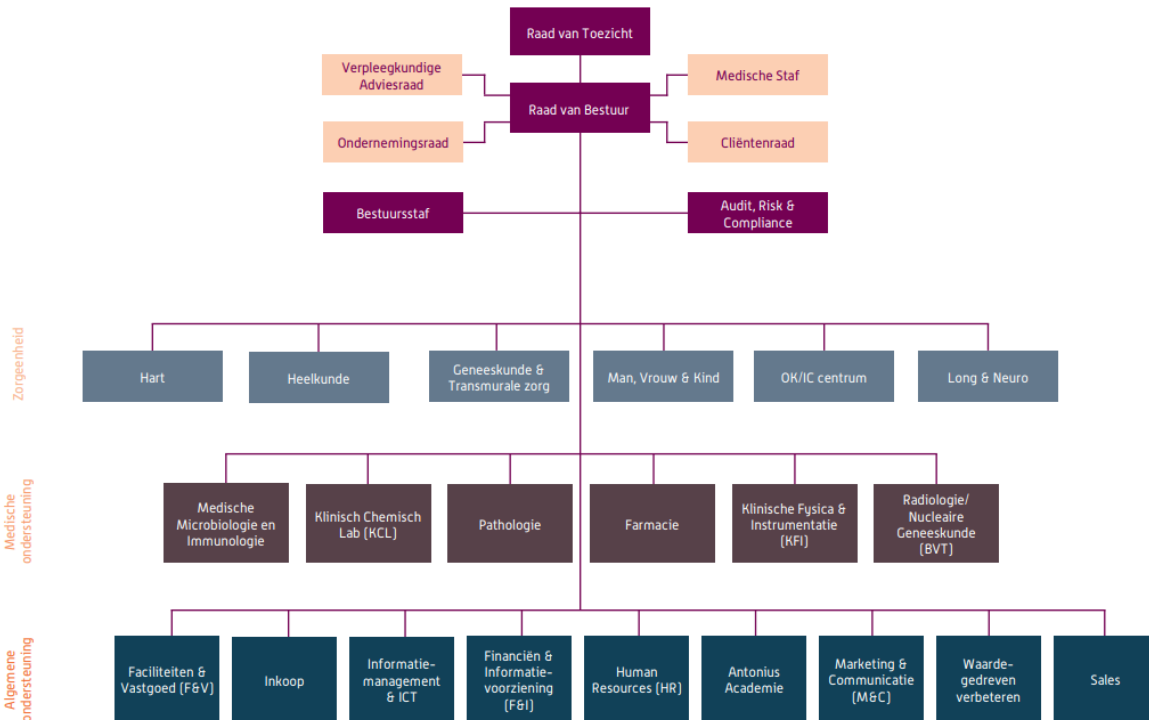 Raad van Toezicht
Verpleegkundige
Adviesraad
Medische Staf
Raad van Bestuur
Ondernemingsraad
Cliëntenraad
Bestuursstaf
Audit, Risk &
Compliance
Zorgeenheid
Hart
Heelkunde
Geneeskunde &
Transmurale zorg
Man, Vrouw & Kind
OK/IC centrum
Long & Neuro
Medische
ondersteuning
Medische
Microbiologie en
Immunologie
Klinisch Chemisch
Lab (KCL)
Pathologie
Farmacie
Klinische Fysica &
Instrumentatie
(KFI)
Radiologie/
Nucleaire
Geneeskunde
(BVT)
Algemene
ondersteuning
Faciliteiten &
Vastgoed (F&V)
Inkoop
Informatie-
management
& ICT
Financiën &
Informatie-
voorziening
(F&I)
Human
Resources (HR)
Antonius
Academie
Marketing &
Communicatie
(M&C)
Waarde-
gedreven
verbeteren
Sales